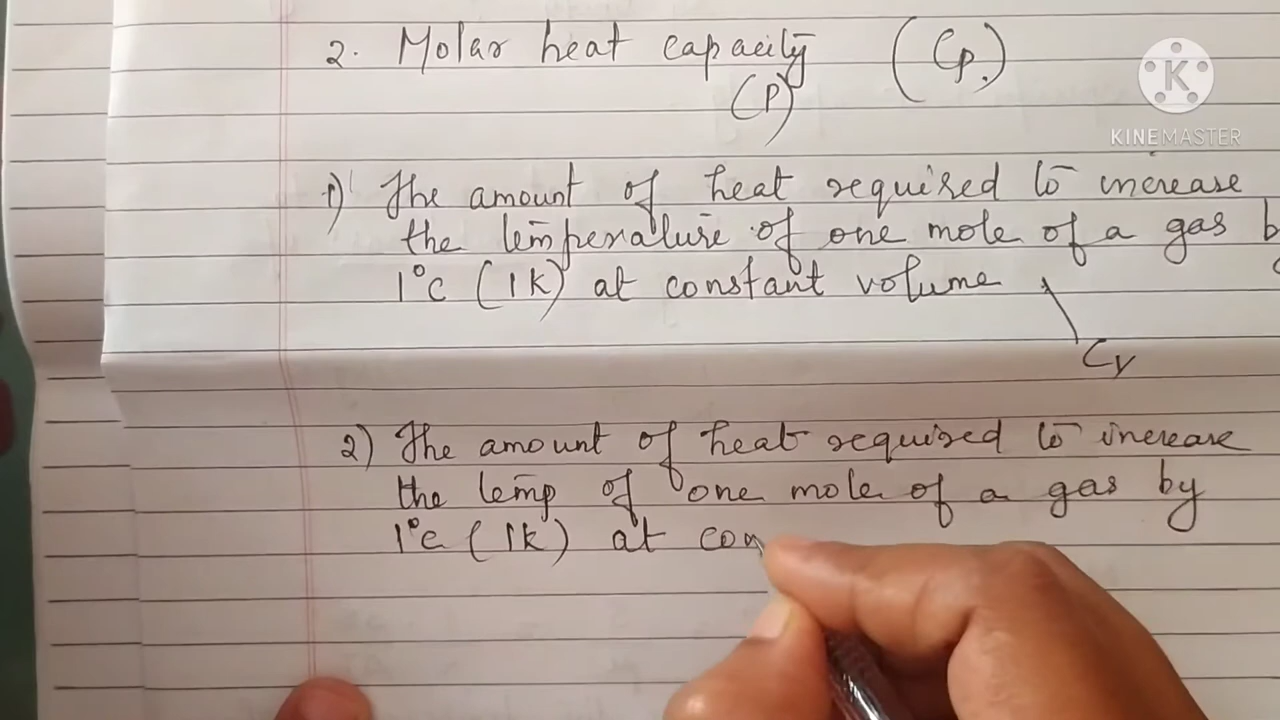 2. Molar heat capacity (Cp.)
(P)
K
KINEMASTER
1) The amount of heat required to increase
the temperature of one mole of a gas b
1°C (1K) at constant volume
Cv
2) The amount of heat required to increase
the temp of one mole of a gas by
1°C (1K) at con